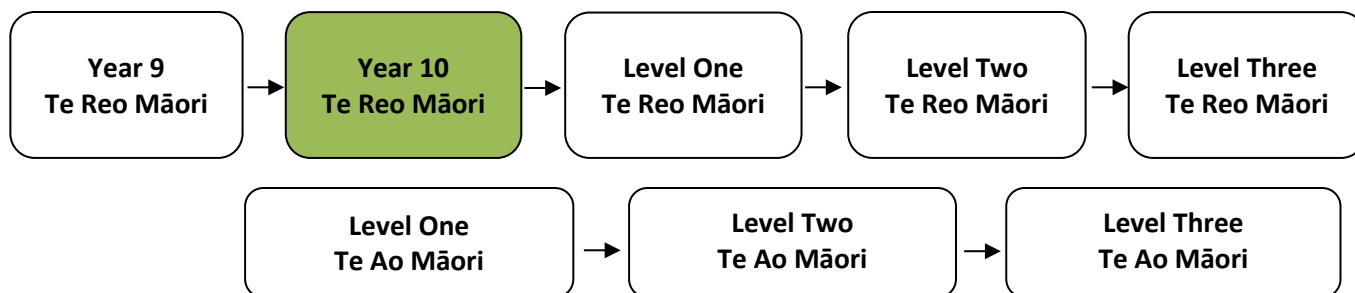 Year 9
Te Reo Māori
Year 10
Te Reo Māori
Level One
Te Reo Māori
Level Two
Te Reo Māori
Level Three
Te Reo Māori
Level One
Te Ao Māori
Level Two
Te Ao Māori
Level Three
Te Ao Māori